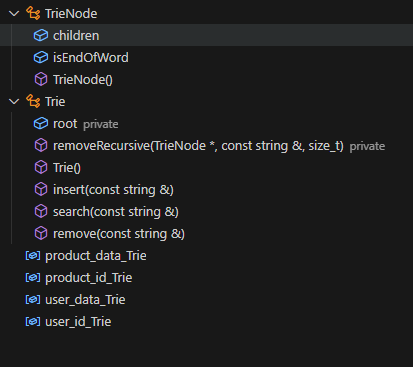 TrieNode
children
isEndOfWord
TrieNode()
Trie
root private
removeRecursive(TrieNode *, const string &, size_t) private
Trie()
insert(const string &)
search(const string &)
remove(const string &)
product_data_Trie
product_id_Trie
user_data_Trie
user_id_Trie